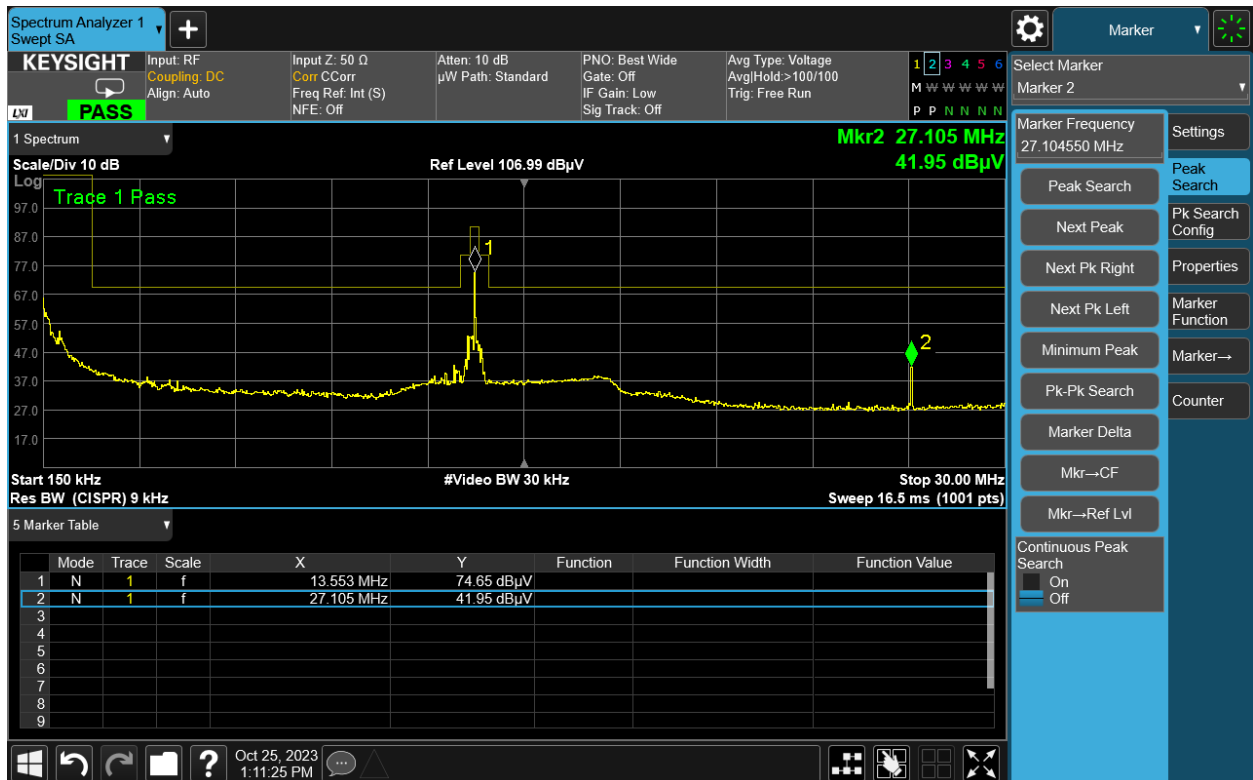 Spectrum Analyzer 1
Swept SA
+
Marker
KEYSIGHT
Input: RF
Coupling: DC
Align: Auto
Input Z: 50 Ω
Corr CCorr
Freq Ref: Int (S)
NFE: Off
Atten: 10 dB
µW Path: Standard
PNO: Best Wide
Gate: Off
IF Gain: Low
Sig Track: Off
Avg Type: Voltage
Avg|Hold:>100/100
Trig: Free Run
1 2 3 4 5 6
M W W W W W
P P N N N N
LXI
PASS
Select Marker
Marker 2
1 Spectrum
Mkr2 27.105 MHz
Scale/Div 10 dB
Ref Level 106.99 dBµV
41.95 dBµV
Log
Trace 1 Pass
97.0
87.0
77.0
67.0
57.0
47.0
37.0
27.0
17.0
1
2
Start 150 kHz
#Video BW 30 kHz
Stop 30.00 MHz
Res BW (CISPR) 9 kHz
Sweep 16.5 ms (1001 pts)
5 Marker Table
Mode Trace Scale X Y Function Function Width Function Value
1 N 1 f 13.553 MHz 74.65 dBµV
2 N 1 f 27.105 MHz 41.95 dBµV
3
4
5
6
7
8
9
Marker Frequency
27.104550 MHz
Peak Search
Next Peak
Next Pk Right
Next Pk Left
Minimum Peak
Pk-Pk Search
Marker Delta
Mkr→CF
Mkr→Ref Lvl
Continuous Peak
Search
On
Off
Settings
Peak
Search
Pk Search
Config
Properties
Marker
Function
Marker→
Counter
?
Oct 25, 2023
1:11:25 PM